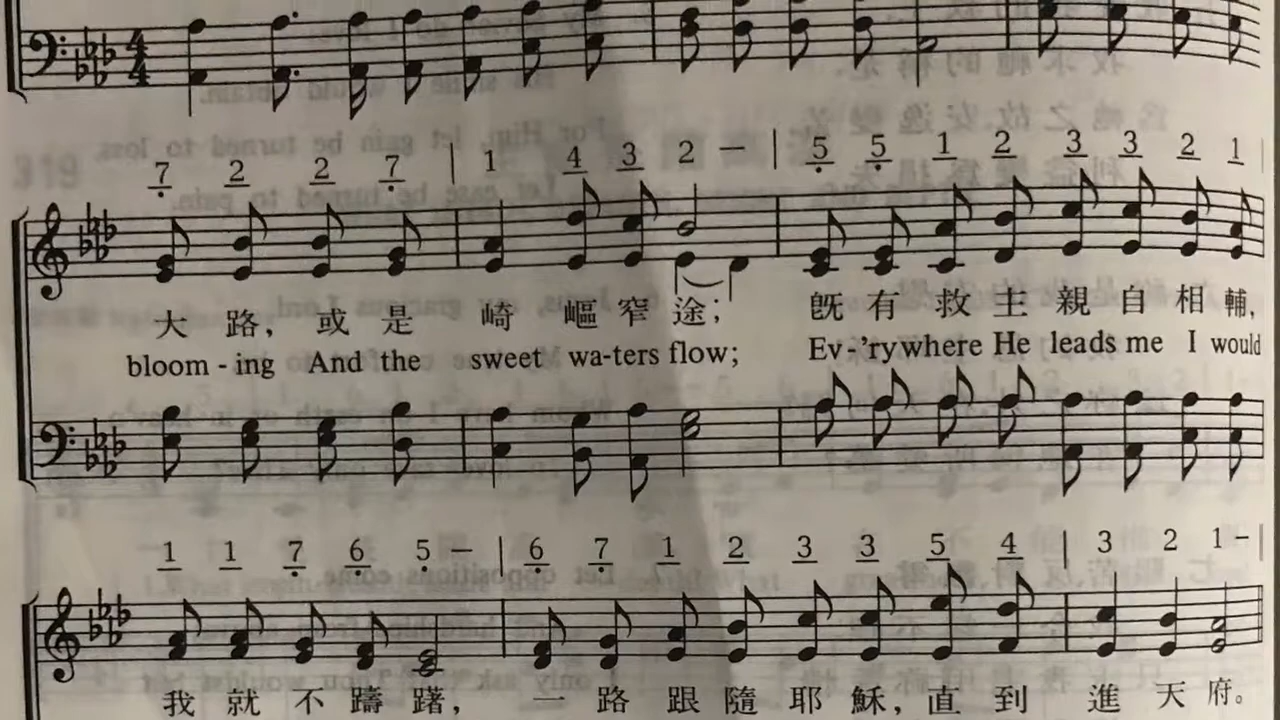 4
4
7 2 2 7 | 1 4 3 2 – | 5 5 1 2 3 3 2 1 |
大 路, 或 是 崎 嶇 窄 途; 旣 有 救 主 親 自 相 輔,
bloom - ing And the sweet wa-ters flow; Ev-'rywhere He leads me I would
1 1 7 6 5 – | 6 7 1 2 3 3 5 4 | 3 2 1 – |
我 就 不 躊 躇, 一 路 跟 隨 耶 穌, 直 到 進 天 府。